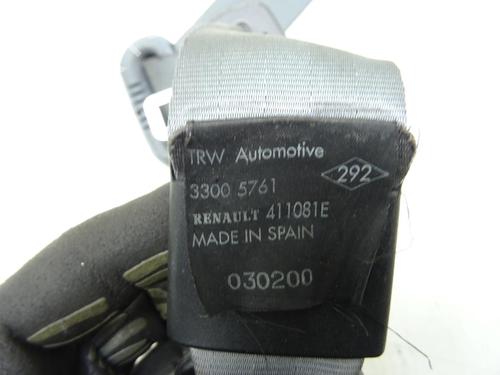 TRW Automotive
292
3300 5761
RENAULT 411081E
MADE IN SPAIN
030200